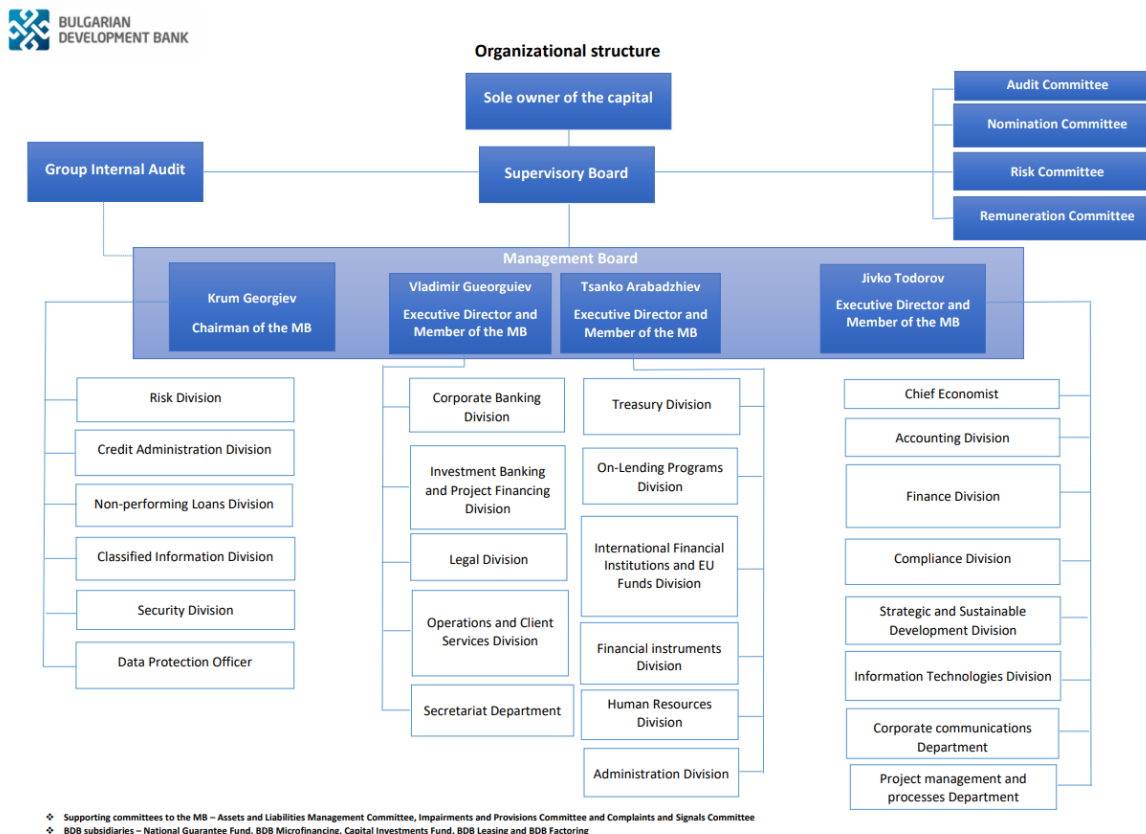 BULGARIAN
DEVELOPMENT BANK
Organizational structure
Sole owner of the capital
Audit Committee
Nomination Committee
Group Internal Audit
Supervisory Board
Risk Committee
Remuneration Committee
Management Board
Krum Georgiev
Chairman of the MB
Vladimir Gueorguiev
Executive Director and
Member of the MB
Tsanko Arabadzhiev
Executive Director and
Member of the MB
Jivko Todorov
Executive Director and
Member of the MB
Risk Division
Credit Administration Division
Non-performing Loans Division
Classified Information Division
Security Division
Data Protection Officer
Corporate Banking
Division
Investment Banking
and Project Financing
Division
Legal Division
Operations and Client
Services Division
Secretariat Department
Treasury Division
On-Lending Programs
Division
International Financial
Institutions and EU
Funds Division
Financial instruments
Division
Human Resources
Division
Administration Division
Chief Economist
Accounting Division
Finance Division
Compliance Division
Strategic and Sustainable
Development Division
Information Technologies Division
Corporate communications
Department
Project management and
processes Department
❖ Supporting committees to the MB – Assets and Liabilities Management Committee, Impairments and Provisions Committee and Complaints and Signals Committee
❖ BDB subsidiaries – National Guarantee Fund, BDB Microfinancing, Capital Investments Fund, BDB Leasing and BDB Factoring